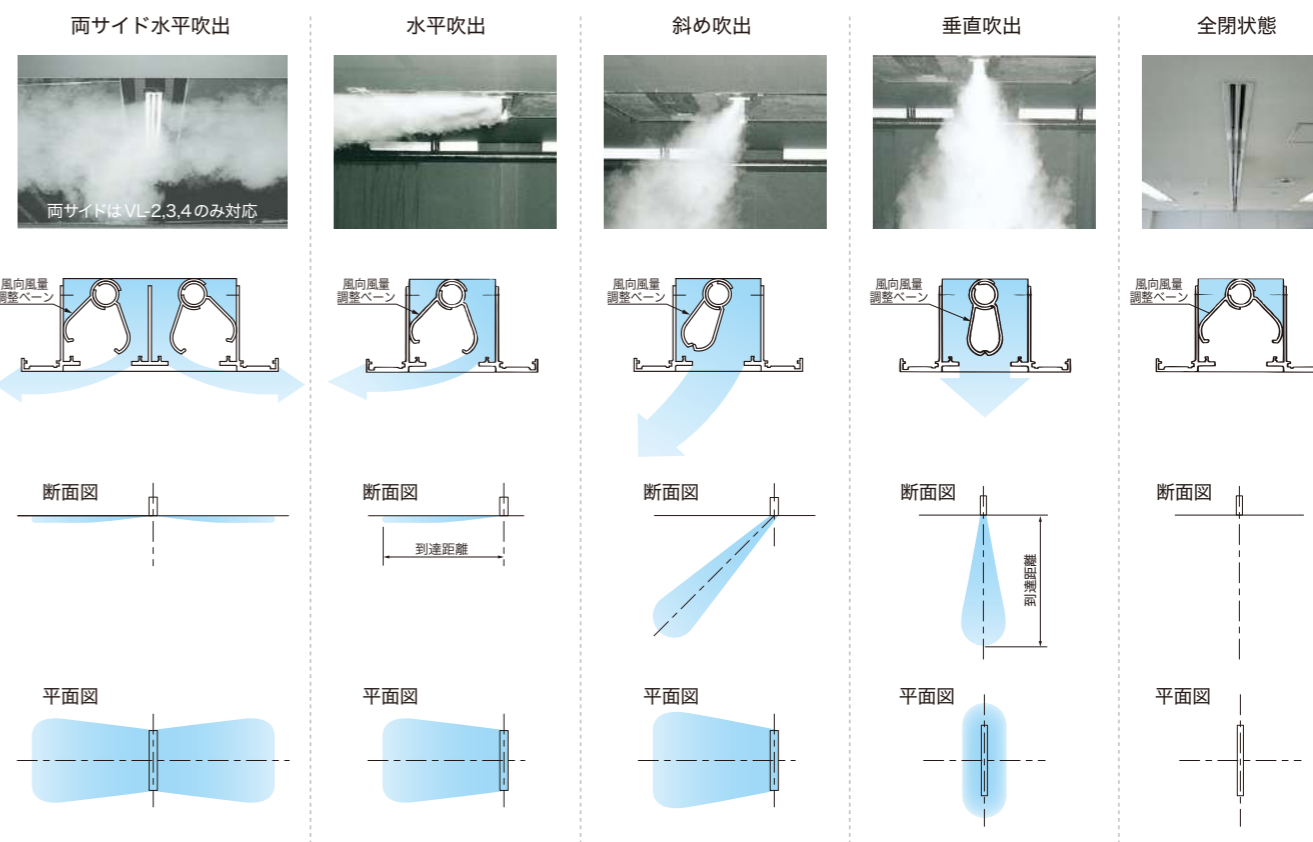 両サイド水平吹出
水平吹出
斜め吹出
垂直吹出
全閉状態
両サイドはVL-2,3,4のみ対応
風向風量
調整ベーン
風向風量
調整ベーン
風向風量
調整ベーン
風向風量
調整ベーン
風向風量
調整ベーン
断面図
断面図
到達距離
断面図
断面図
到達距離
断面図
平面図
平面図
平面図
平面図
平面図